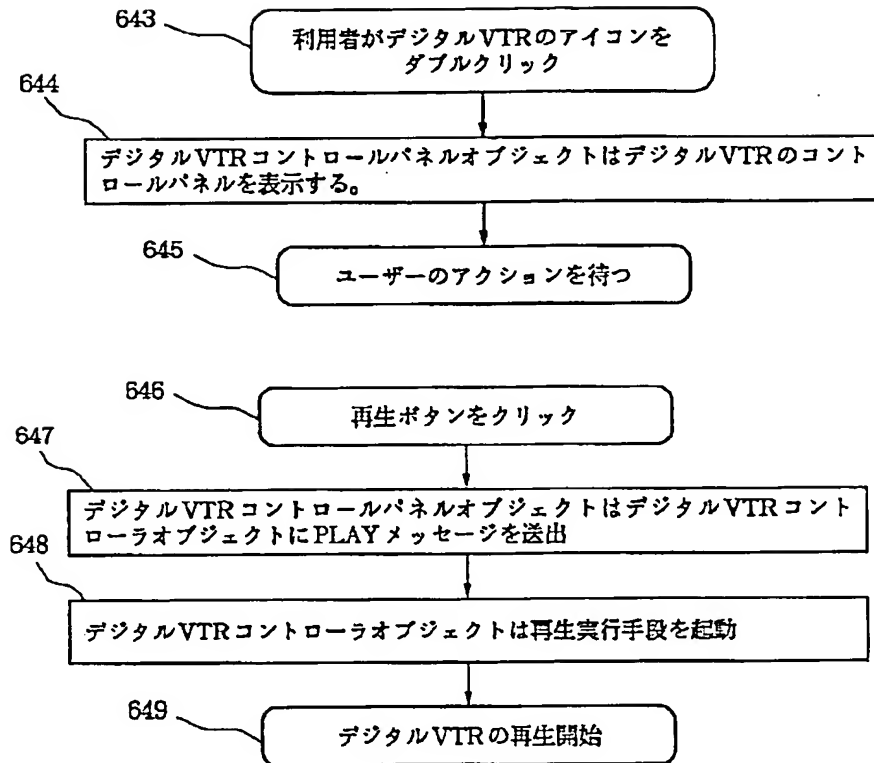 643
利用者がデジタルVTRのアイコンを
ダブルクリック
644
デジタルVTRコントロールパネルオブジェクトはデジタルVTRのコント
ロールパネルを表示する。
645
ユーザーのアクションを待つ
646
再生ボタンをクリック
647
デジタルVTRコントロールパネルオブジェクトはデジタルVTRコント
ローラオブジェクトにPLAYメッセージを送出
648
デジタルVTRコントローラオブジェクトは再生実行手段を起動
649
デジタルVTRの再生開始